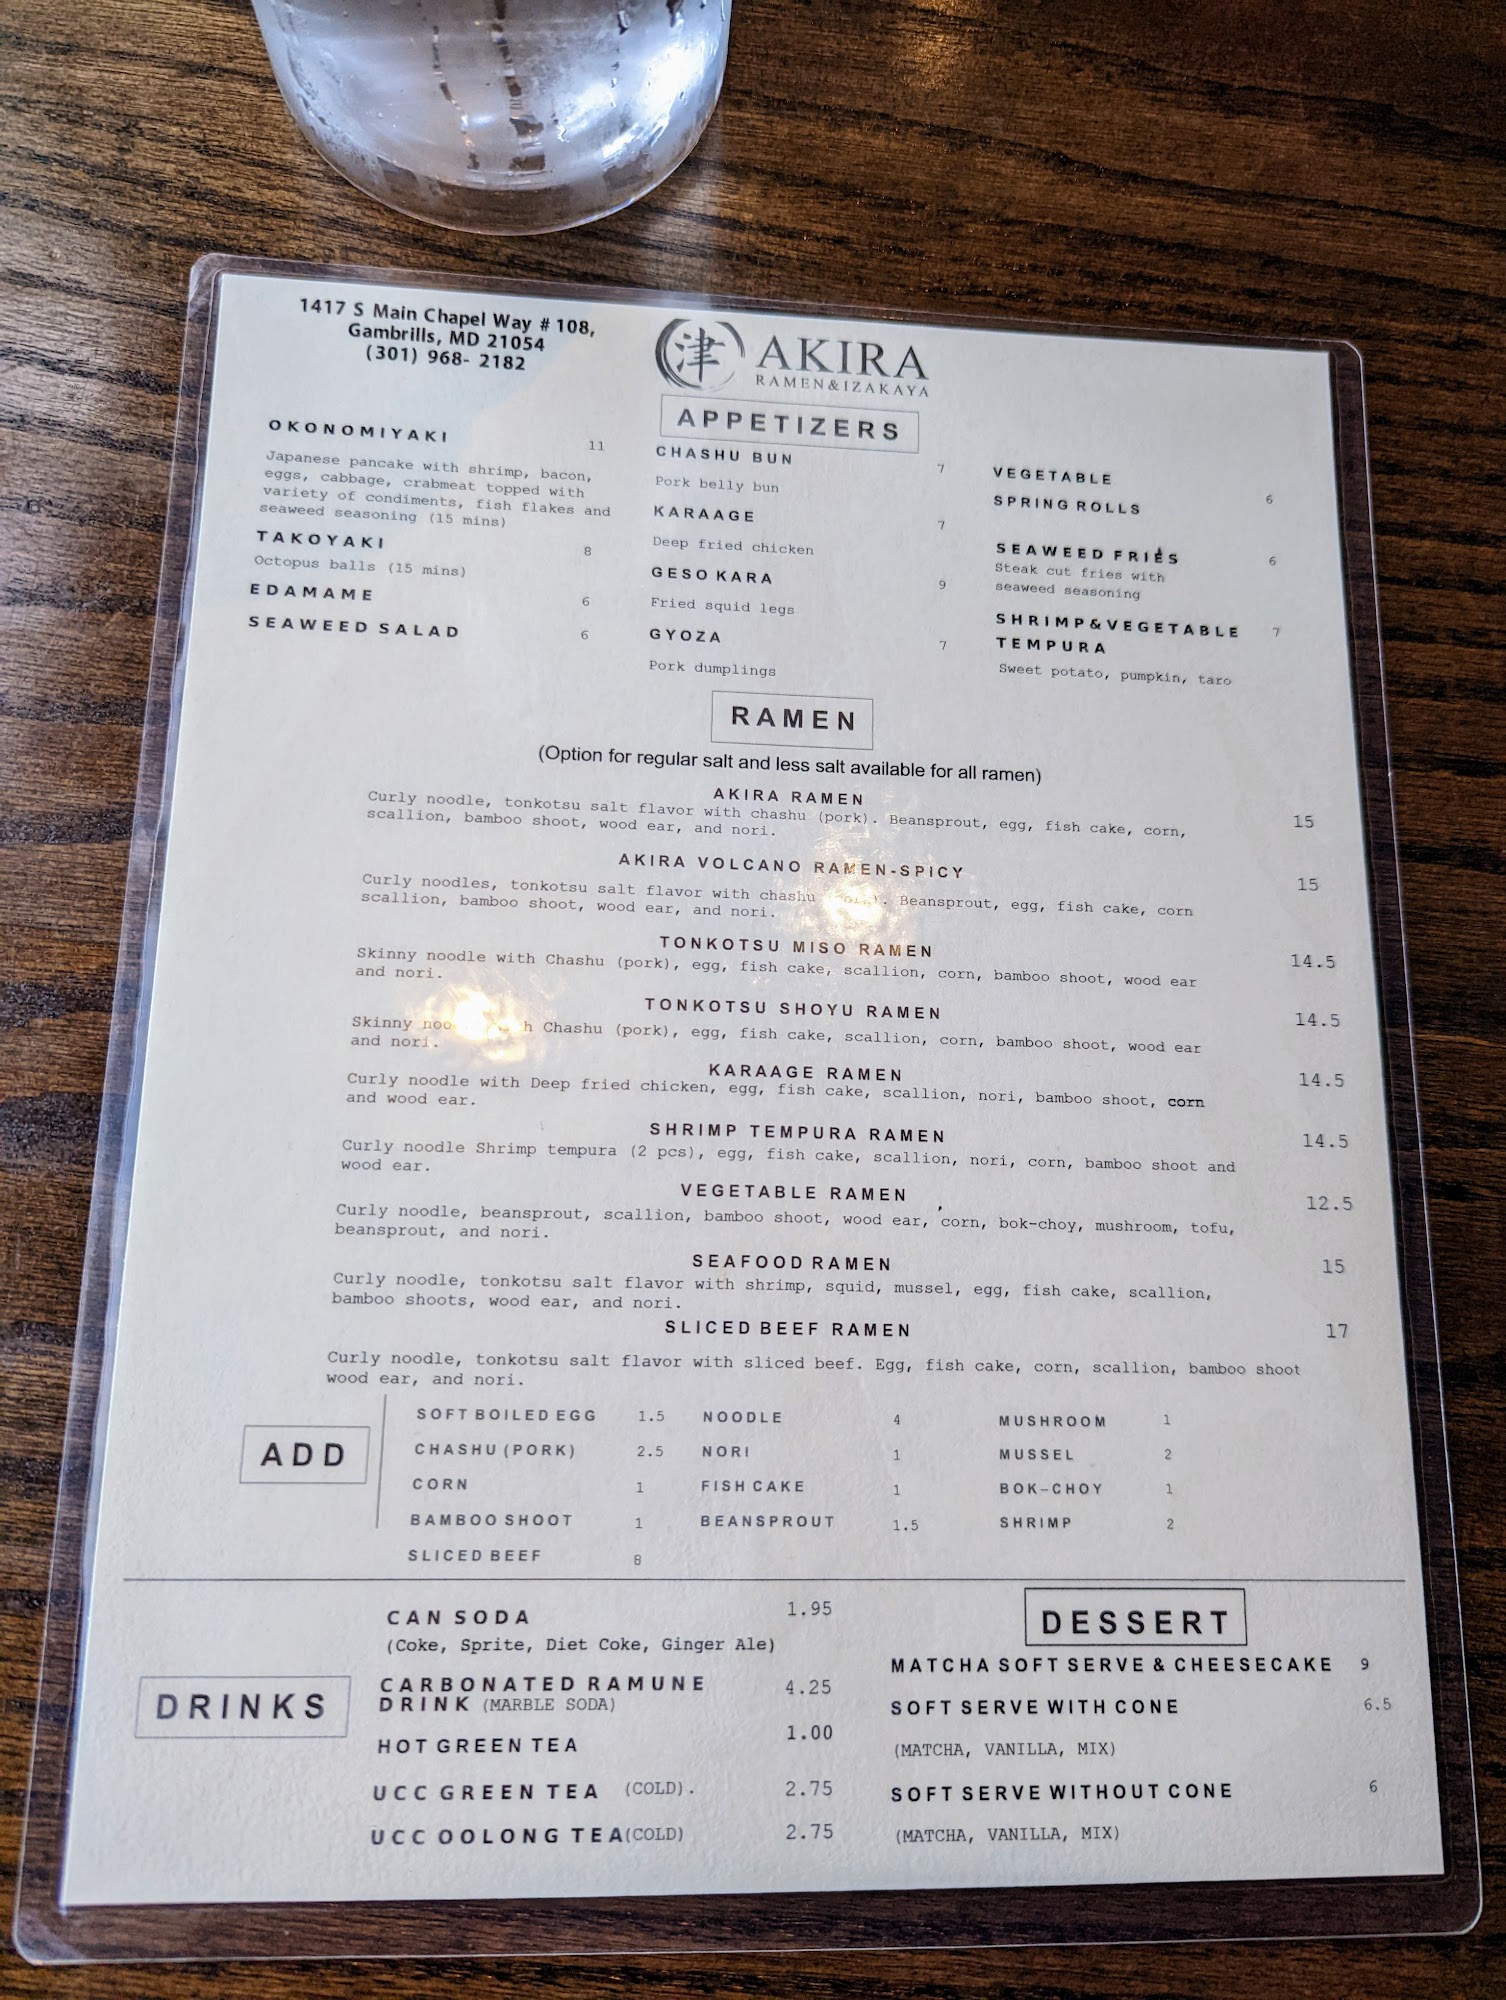 1417 S Main Chapel Way # 108,
Gambrills, MD 21054
(301) 968- 2182
津 AKIRA
RAMEN&IZAKAYA
APPETIZERS
OKONOMIYAKI 11
Japanese pancake with shrimp, bacon,
eggs, cabbage, crabmeat topped with
variety of condiments, fish flakes and
seaweed seasoning (15 mins)
TAKOYAKI 8
Octopus balls (15 mins)
EDAMAME 6
SEAWEED SALAD 6
CHASHU BUN 7
Pork belly bun
KARAAGE 7
Deep fried chicken
GESO KARA 9
Fried squid legs
GYOZA 7
Pork dumplings
VEGETABLE
SPRING ROLLS 6
SEAWEED FRIES 6
Steak cut fries with
seaweed seasoning
SHRIMP&VEGETABLE 7
TEMPURA
Sweet potato, pumpkin, taro
RAMEN
(Option for regular salt and less salt available for all ramen)
AKIRA RAMEN
Curly noodle, tonkotsu salt flavor with chashu (pork). Beansprout, egg, fish cake, corn, 15
scallion, bamboo shoot, wood ear, and nori.
AKIRA VOLCANO RAMEN-SPICY
Curly noodles, tonkotsu salt flavor with chashu (pork). Beansprout, egg, fish cake, corn 15
scallion, bamboo shoot, wood ear, and nori.
TONKOTSU MISO RAMEN
Skinny noodle with Chashu (pork), egg, fish cake, scallion, corn, bamboo shoot, wood ear 14.5
and nori.
TONKOTSU SHOYU RAMEN
Skinny noodle with Chashu (pork), egg, fish cake, scallion, corn, bamboo shoot, wood ear 14.5
and nori.
KARAAGE RAMEN
Curly noodle with Deep fried chicken, egg, fish cake, scallion, nori, bamboo shoot, corn 14.5
and wood ear.
SHRIMP TEMPURA RAMEN
Curly noodle Shrimp tempura (2 pcs), egg, fish cake, scallion, nori, corn, bamboo shoot and 14.5
wood ear.
VEGETABLE RAMEN
Curly noodle, beansprout, scallion, bamboo shoot, wood ear, corn, bok-choy, mushroom, tofu, 12.5
beansprout, and nori.
SEAFOOD RAMEN 15
Curly noodle, tonkotsu salt flavor with shrimp, squid, mussel, egg, fish cake, scallion,
bamboo shoots, wood ear, and nori.
SLICED BEEF RAMEN 17
Curly noodle, tonkotsu salt flavor with sliced beef. Egg, fish cake, corn, scallion, bamboo shoot
wood ear, and nori.
ADD
SOFT BOILED EGG 1.5 NOODLE 4 MUSHROOM 1
CHASHU (PORK) 2.5 NORI 1 MUSSEL 2
CORN 1 FISH CAKE 1 BOK-CHOY 1
BAMBOO SHOOT 1 BEANSPROUT 1.5 SHRIMP 2
SLICED BEEF 8
DRINKS
CAN SODA 1.95
(Coke, Sprite, Diet Coke, Ginger Ale)
CARBONATED RAMUNE 4.25
DRINK (MARBLE SODA)
HOT GREEN TEA 1.00
UCC GREEN TEA (COLD). 2.75
UCC OOLONG TEA(COLD) 2.75
DESSERT
MATCHA SOFT SERVE & CHEESECAKE 9
SOFT SERVE WITH CONE 6.5
(MATCHA, VANILLA, MIX)
SOFT SERVE WITHOUT CONE 6
(MATCHA, VANILLA, MIX)